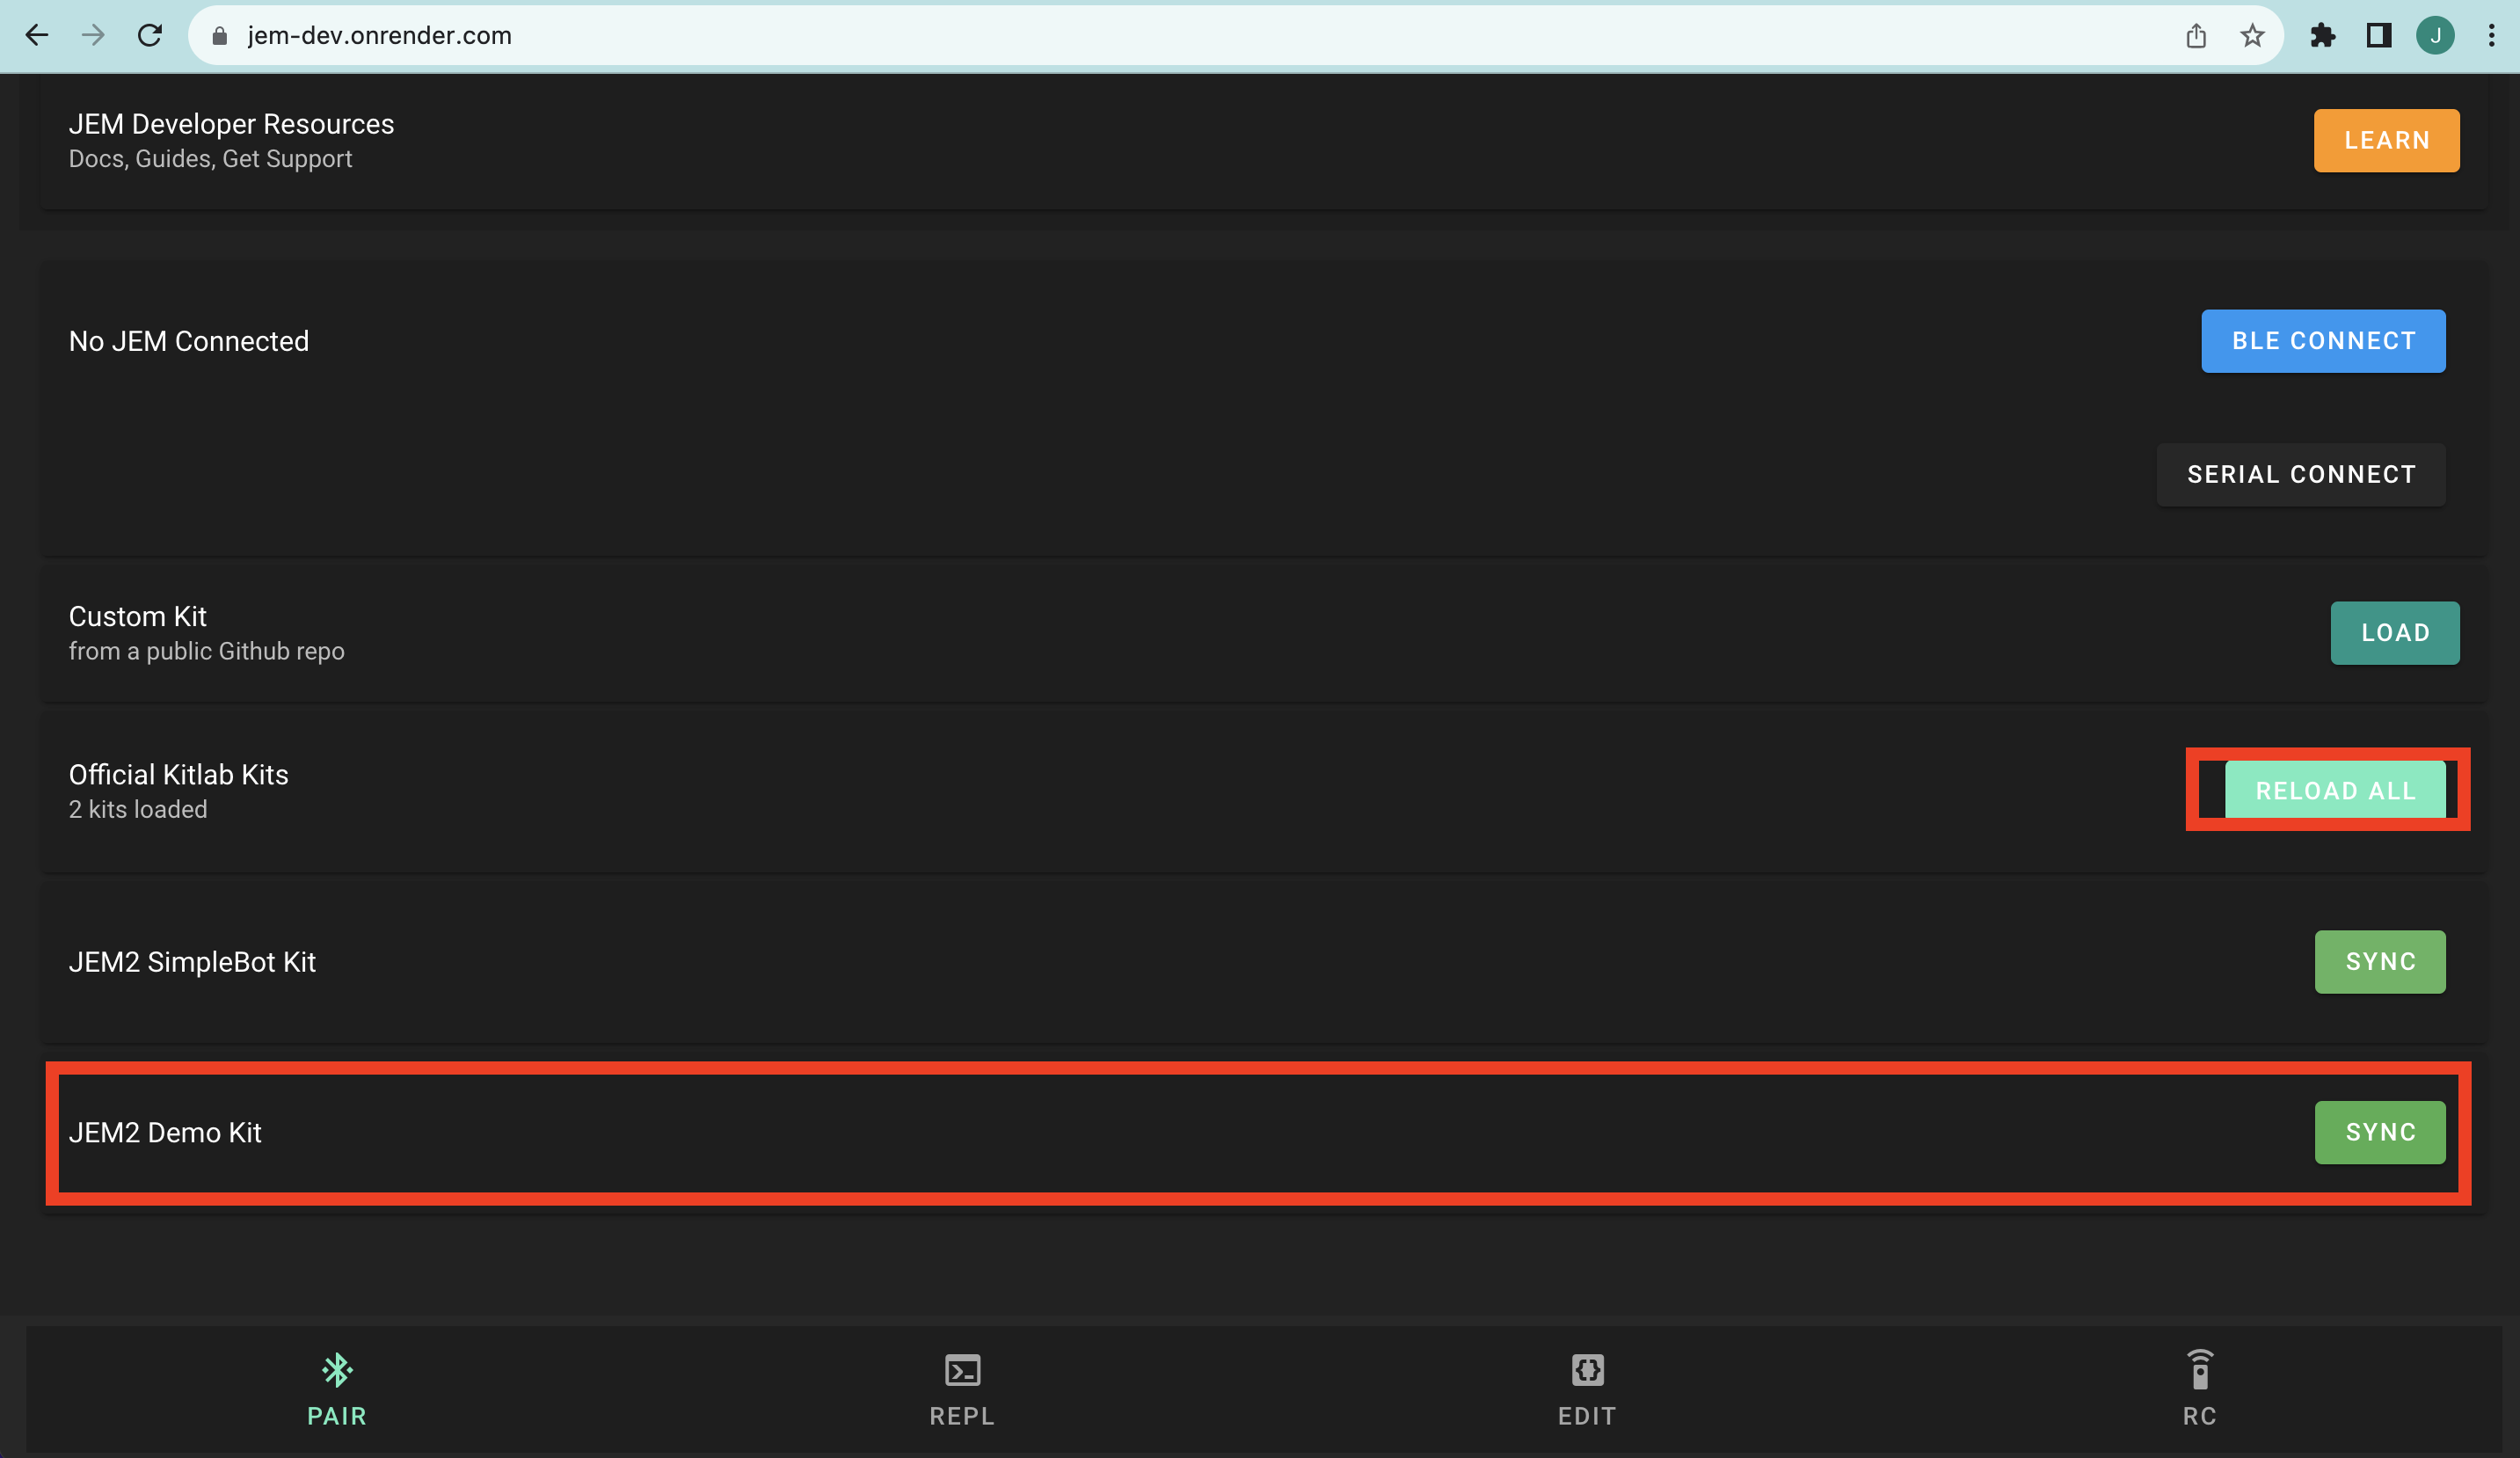 jem-dev.onrender.com
J
JEM Developer Resources
Docs, Guides, Get Support
LEARN
No JEM Connected
BLE CONNECT
SERIAL CONNECT
Custom Kit
from a public Github repo
LOAD
Official Kitlab Kits
2 kits loaded
RELOAD ALL
JEM2 SimpleBot Kit
SYNC
JEM2 Demo Kit
SYNC
PAIR
REPL
EDIT
RC